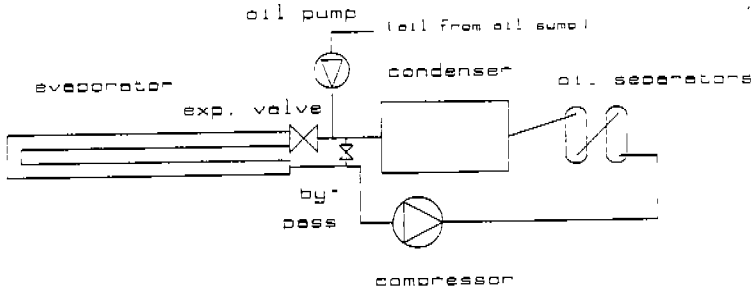 oil pump
(oil from oil sump)
condenser
oil separators
evaporator
exp. valve
by-
pass
compressor